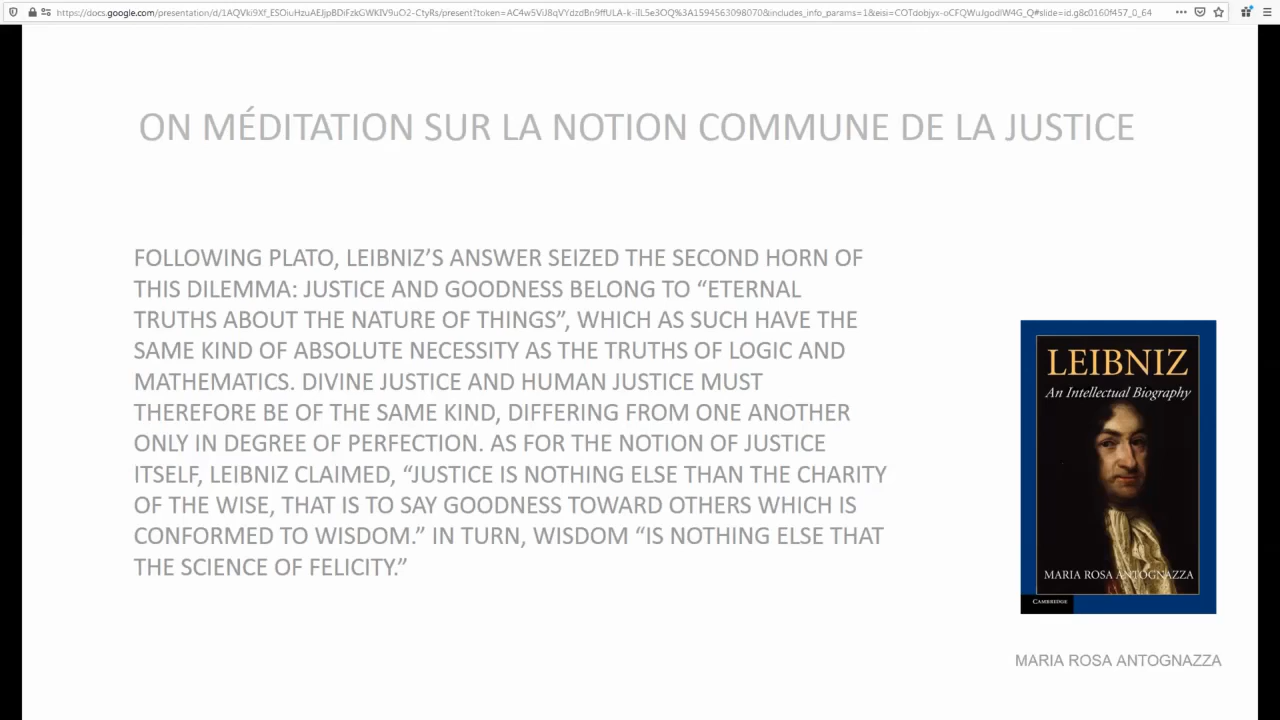 ON MÉDITATION SUR LA NOTION COMMUNE DE LA JUSTICE
FOLLOWING PLATO, LEIBNIZ’S ANSWER SEIZED THE SECOND HORN OF
THIS DILEMMA: JUSTICE AND GOODNESS BELONG TO “ETERNAL
TRUTHS ABOUT THE NATURE OF THINGS”, WHICH AS SUCH HAVE THE
SAME KIND OF ABSOLUTE NECESSITY AS THE TRUTHS OF LOGIC AND
MATHEMATICS. DIVINE JUSTICE AND HUMAN JUSTICE MUST
THEREFORE BE OF THE SAME KIND, DIFFERING FROM ONE ANOTHER
ONLY IN DEGREE OF PERFECTION. AS FOR THE NOTION OF JUSTICE
ITSELF, LEIBNIZ CLAIMED, “JUSTICE IS NOTHING ELSE THAN THE CHARITY
OF THE WISE, THAT IS TO SAY GOODNESS TOWARD OTHERS WHICH IS
CONFORMED TO WISDOM.” IN TURN, WISDOM “IS NOTHING ELSE THAT
THE SCIENCE OF FELICITY.”
LEIBNIZ
An Intellectual Biography
MARIA ROSA ANTOGNAZZA
CAMBRIDGE
MARIA ROSA ANTOGNAZZA